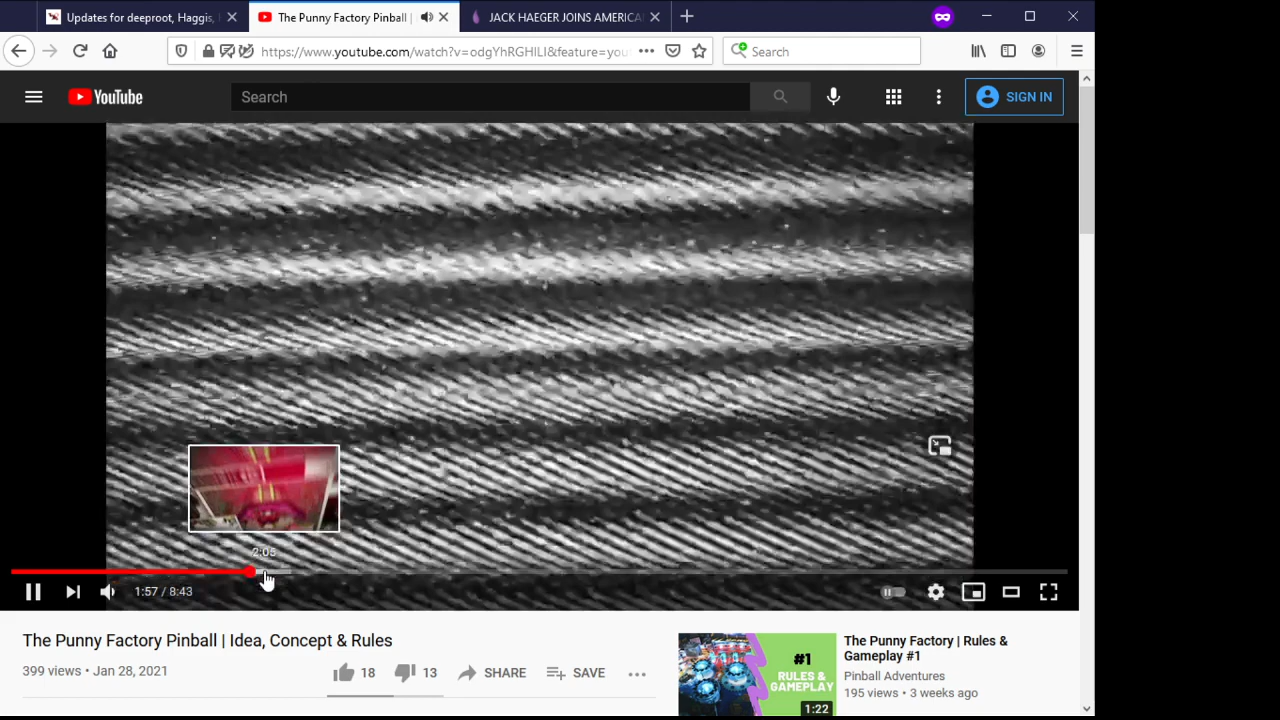 Updates for deeproot, Haggis,
The Punny Factory Pinball |
JACK HAEGER JOINS AMERICA
https://www.youtube.com/watch?v=odgYhRGHILI&feature=you
Search
YouTube
Search
SIGN IN
2:05
1:57 / 8:43
The Punny Factory Pinball | Idea, Concept & Rules
399 views • Jan 28, 2021
18
13
SHARE
SAVE
#1
RULES &
GAMEPLAY
1:22
The Punny Factory | Rules &
Gameplay #1
Pinball Adventures
195 views • 3 weeks ago